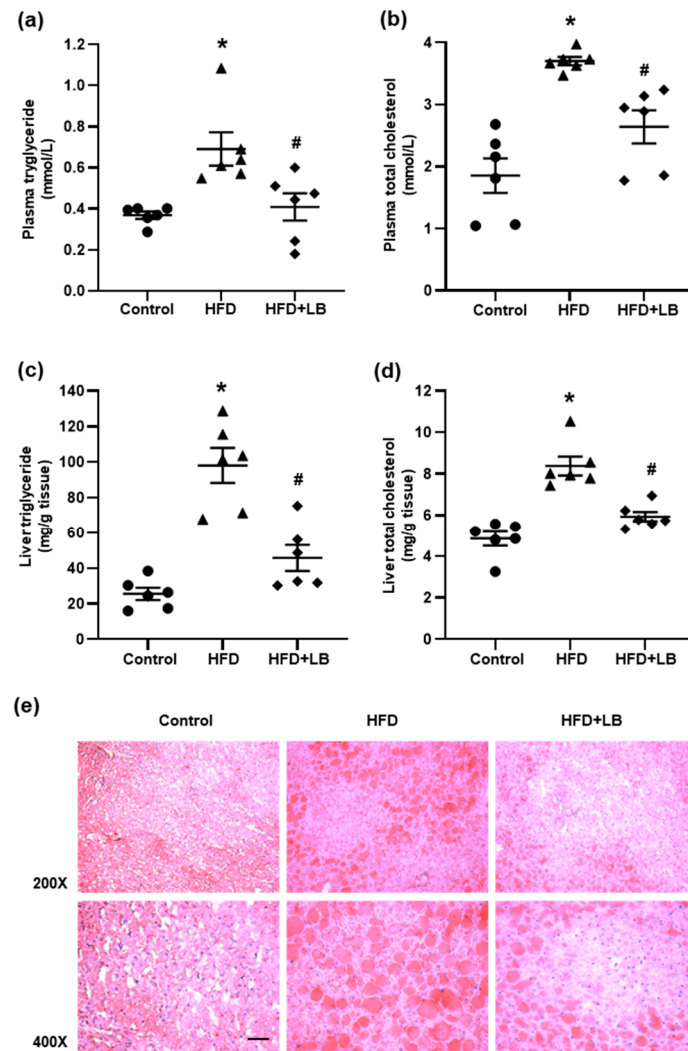 (a)
Plasma tryglyceride
(mmol/L)
1.2
1.0
0.8
0.6
0.4
0.2
0.0
*
#
Control HFD HFD+LB
(b)
Plasma total cholesterol
(mmol/L)
4
3
2
1
0
*
#
Control HFD HFD+LB
(c)
Liver triglyceride
(mg/g tissue)
140
120
100
80
60
40
20
0
*
#
Control HFD HFD+LB
(d)
Liver total cholesterol
(mg/g tissue)
12
10
8
6
4
2
0
*
#
Control HFD HFD+LB
(e)
Control HFD HFD+LB
200X
400X